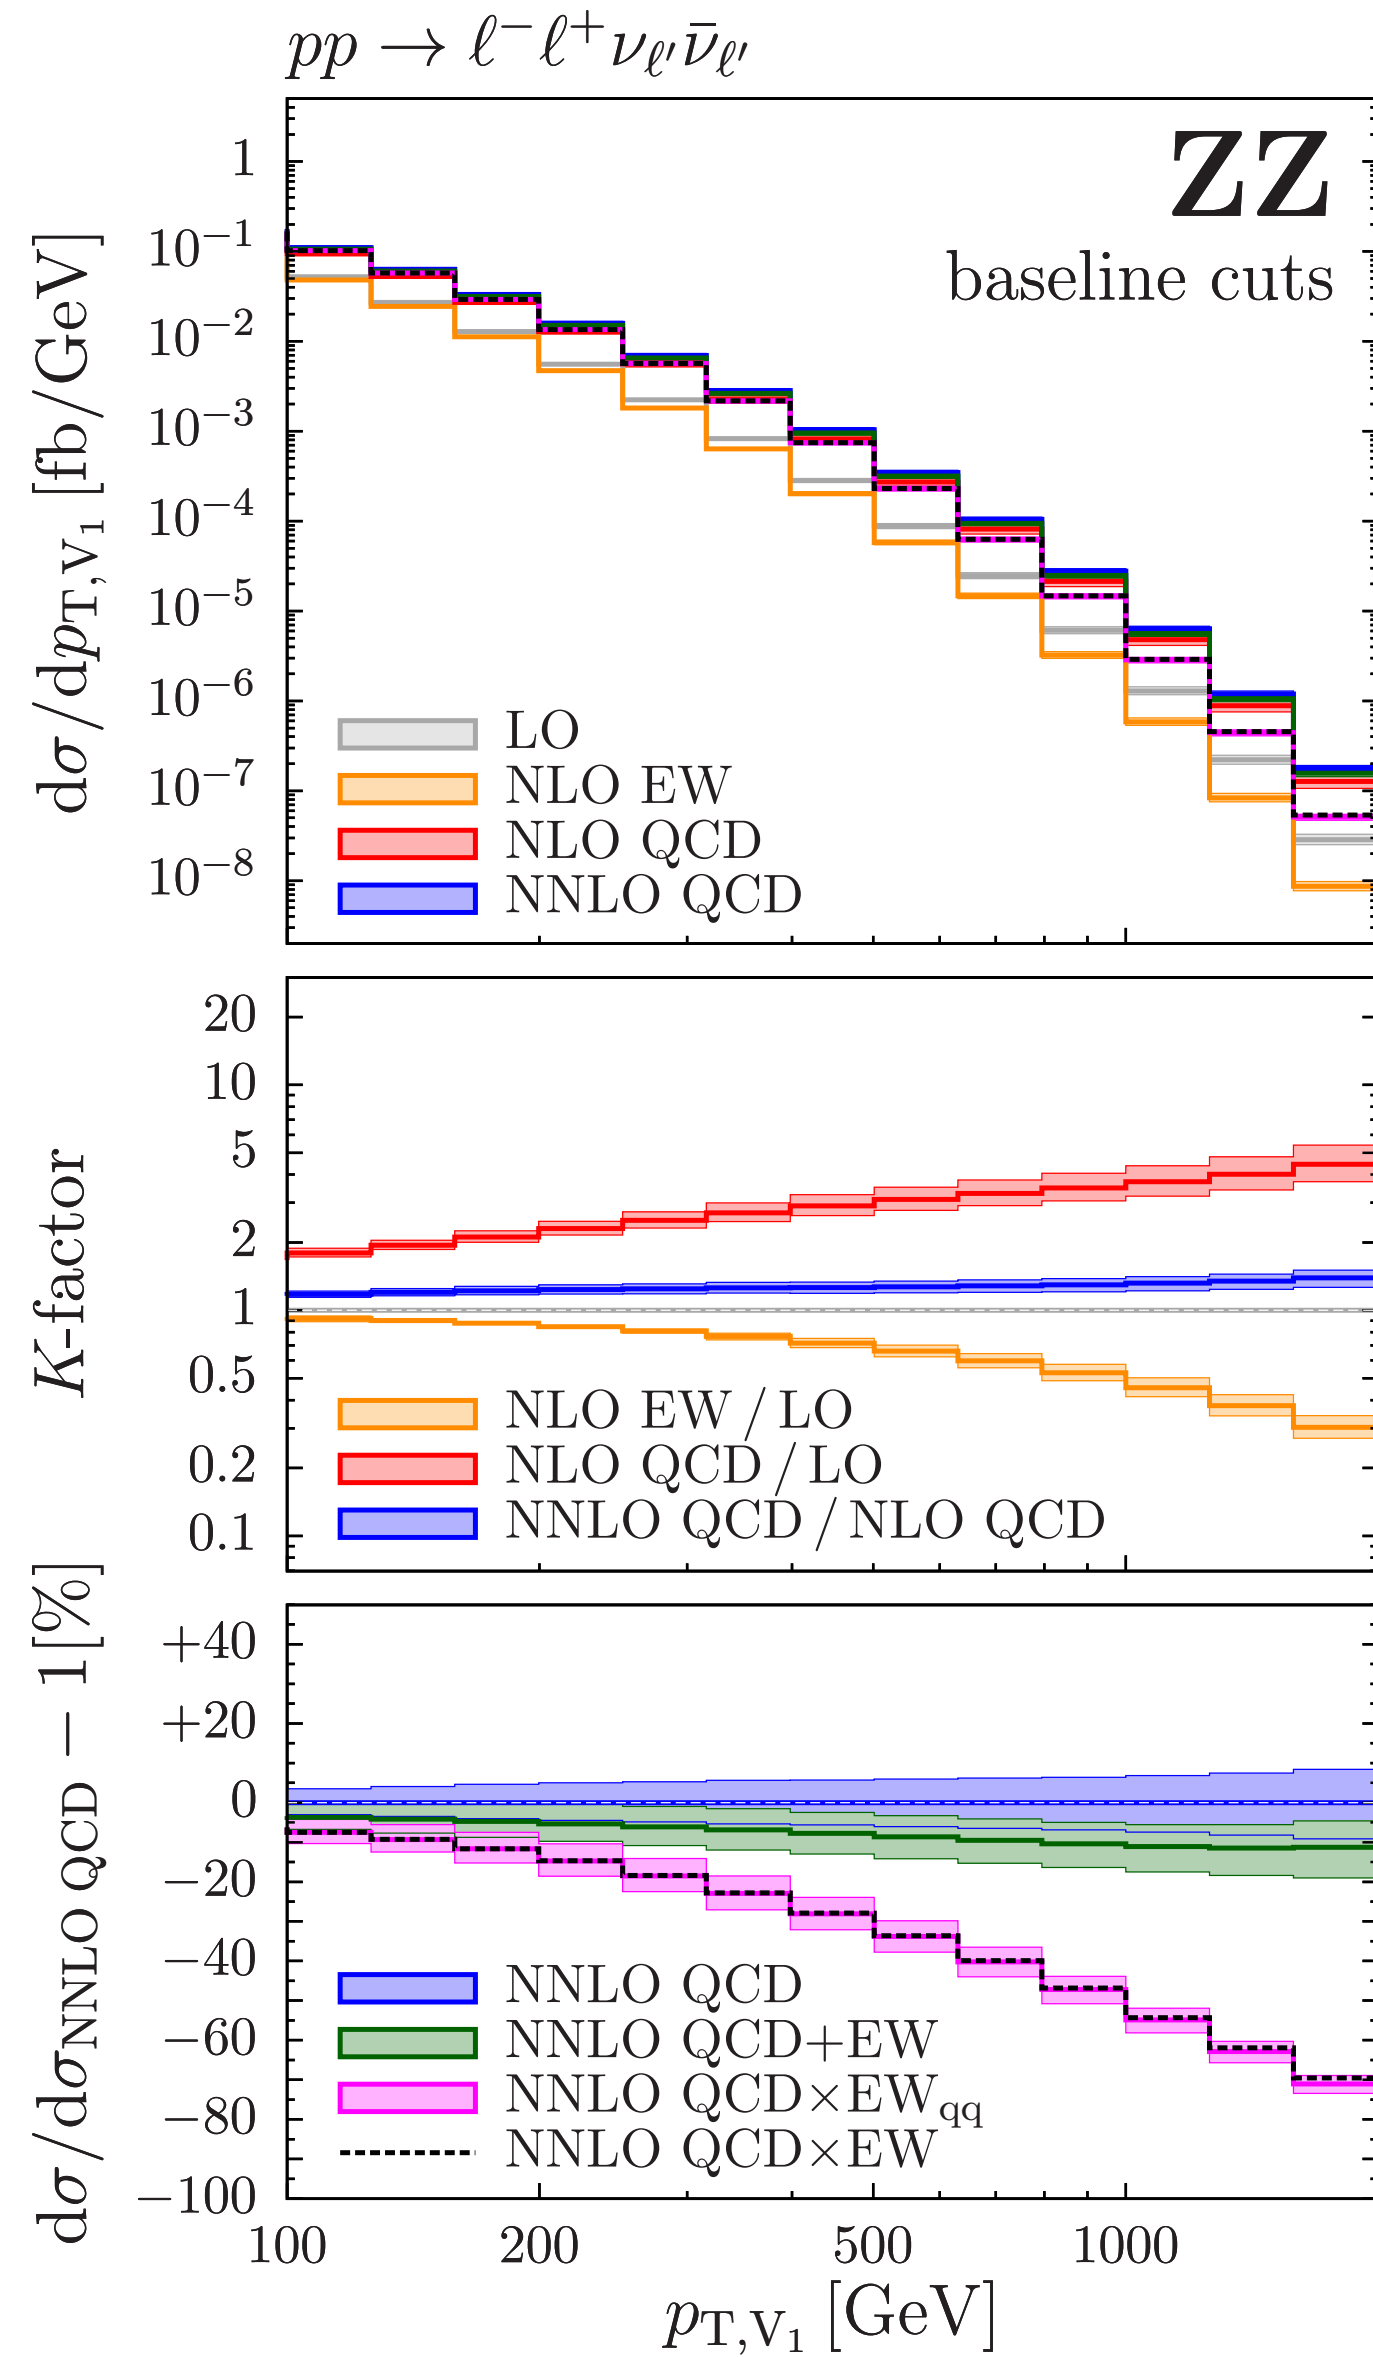 pp → ℓ⁻ℓ⁺ν_ℓ′ν̄_ℓ′
ZZ
baseline cuts
dσ/dp_T,V₁ [fb/GeV]
1
10⁻¹
10⁻²
10⁻³
10⁻⁴
10⁻⁵
10⁻⁶
10⁻⁷
10⁻⁸
LO
NLO EW
NLO QCD
NNLO QCD
K-factor
20
10
5
2
1
0.5
0.2
0.1
NLO EW/LO
NLO QCD/LO
NNLO QCD/NLO QCD
dσ/dσ_NNLO QCD − 1[%]
+40
+20
0
−20
−40
−60
−80
−100
NNLO QCD
NNLO QCD+EW
NNLO QCD×EW_qq
NNLO QCD×EW
100 200 500 1000
p_T,V₁ [GeV]